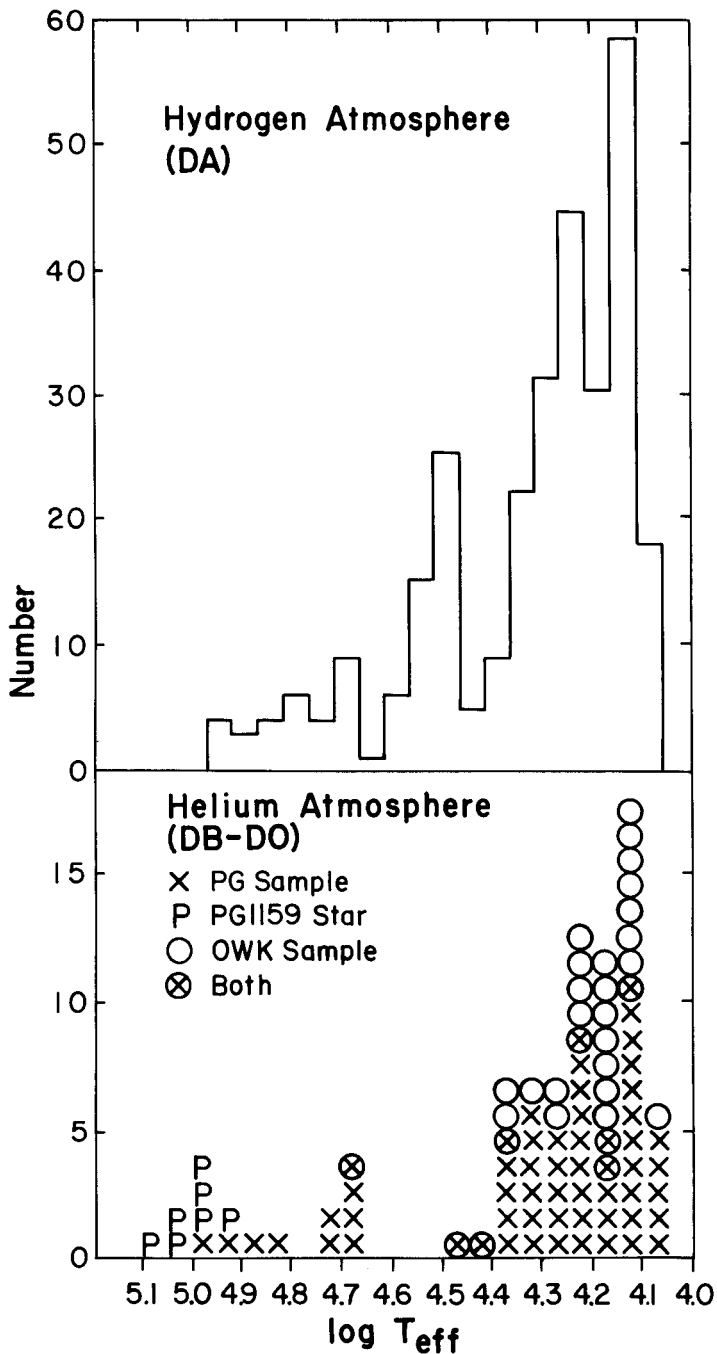 60
50
40
30
20
10
0
Number
Hydrogen Atmosphere
(DA)
Helium Atmosphere
(DB-DO)
X PG Sample
P PG1159 Star
○ OWK Sample
⊗ Both
15
10
5
0
5.1 5.0 4.9 4.8 4.7 4.6 4.5 4.4 4.3 4.2 4.1 4.0
log Teff